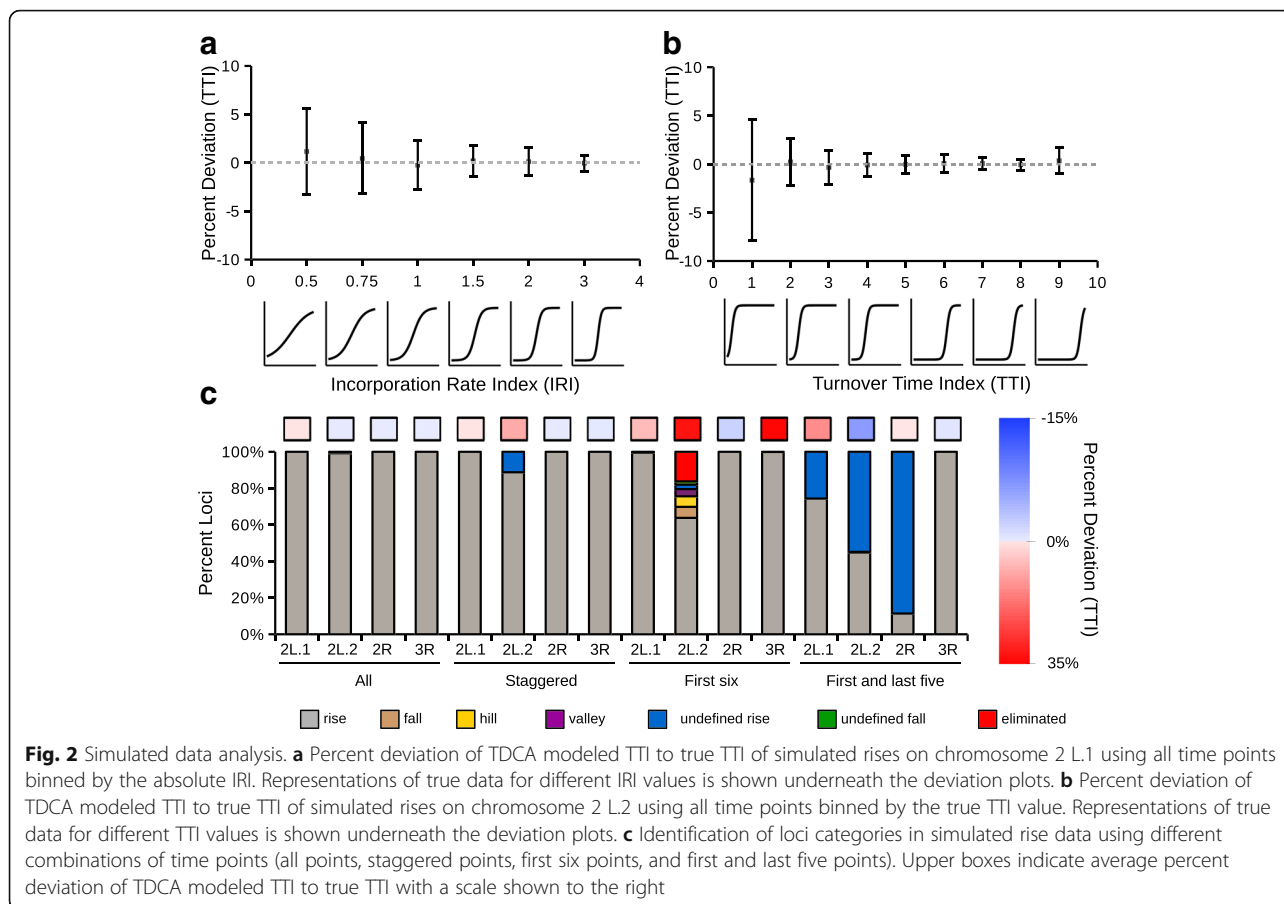 a
b
10
5
0
-5
-10
Percent Deviation (TTI)
0 0.5 0.75 1 1.5 2 3 4
Incorporation Rate Index (IRI)
10
5
0
-5
-10
Percent Deviation (TTI)
0 1 2 3 4 5 6 7 8 9 10
Turnover Time Index (TTI)
c
100%
80%
60%
40%
20%
0%
Percent Loci
2L.1 2L.2 2R 3R 2L.1 2L.2 2R 3R 2L.1 2L.2 2R 3R 2L.1 2L.2 2R 3R
All Staggered First six First and last five
-15%
0%
35%
Percent Deviation (TTI)
rise fall hill valley undefined rise undefined fall eliminated
Fig. 2 Simulated data analysis. a Percent deviation of TDCA modeled TTI to true TTI of simulated rises on chromosome 2 L.1 using all time points
binned by the absolute IRI. Representations of true data for different IRI values is shown underneath the deviation plots. b Percent deviation of
TDCA modeled TTI to true TTI of simulated rises on chromosome 2 L.2 using all time points binned by the true TTI value. Representations of true
data for different TTI values is shown underneath the deviation plots. c Identification of loci categories in simulated rise data using different
combinations of time points (all points, staggered points, first six points, and first and last five points). Upper boxes indicate average percent
deviation of TDCA modeled TTI to true TTI with a scale shown to the right